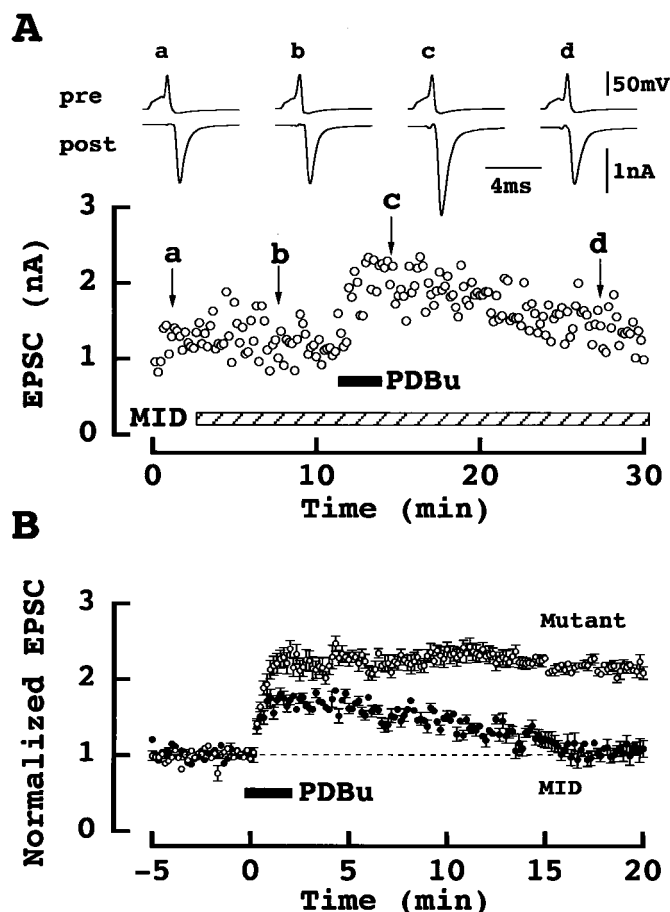 A
a b c d
pre
50mV
post
4ms
1nA
3
2
1
0
EPSC (nA)
a
b
c
d
PDBu
MID
0 10 20 30
Time (min)
B
3
2
1
0
Normalized EPSC
Mutant
MID
PDBu
−5 0 5 10 15 20
Time (min)